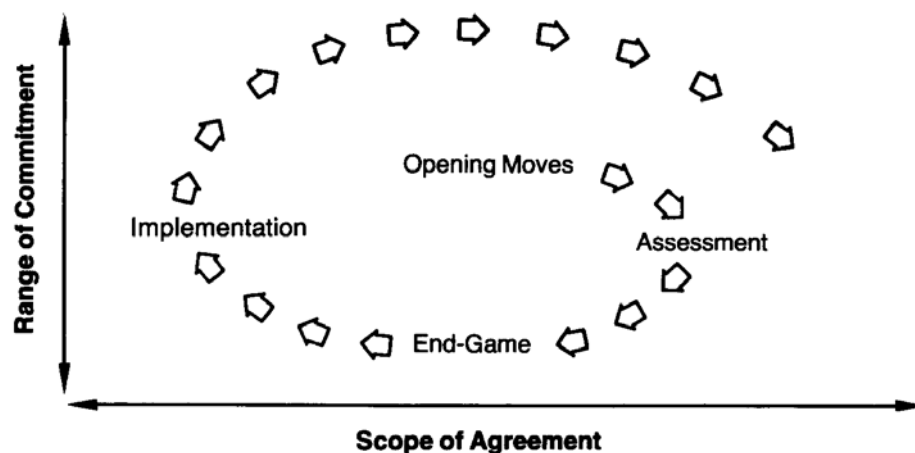 Range of Commitment
Opening Moves
Implementation
Assessment
End-Game
Scope of Agreement